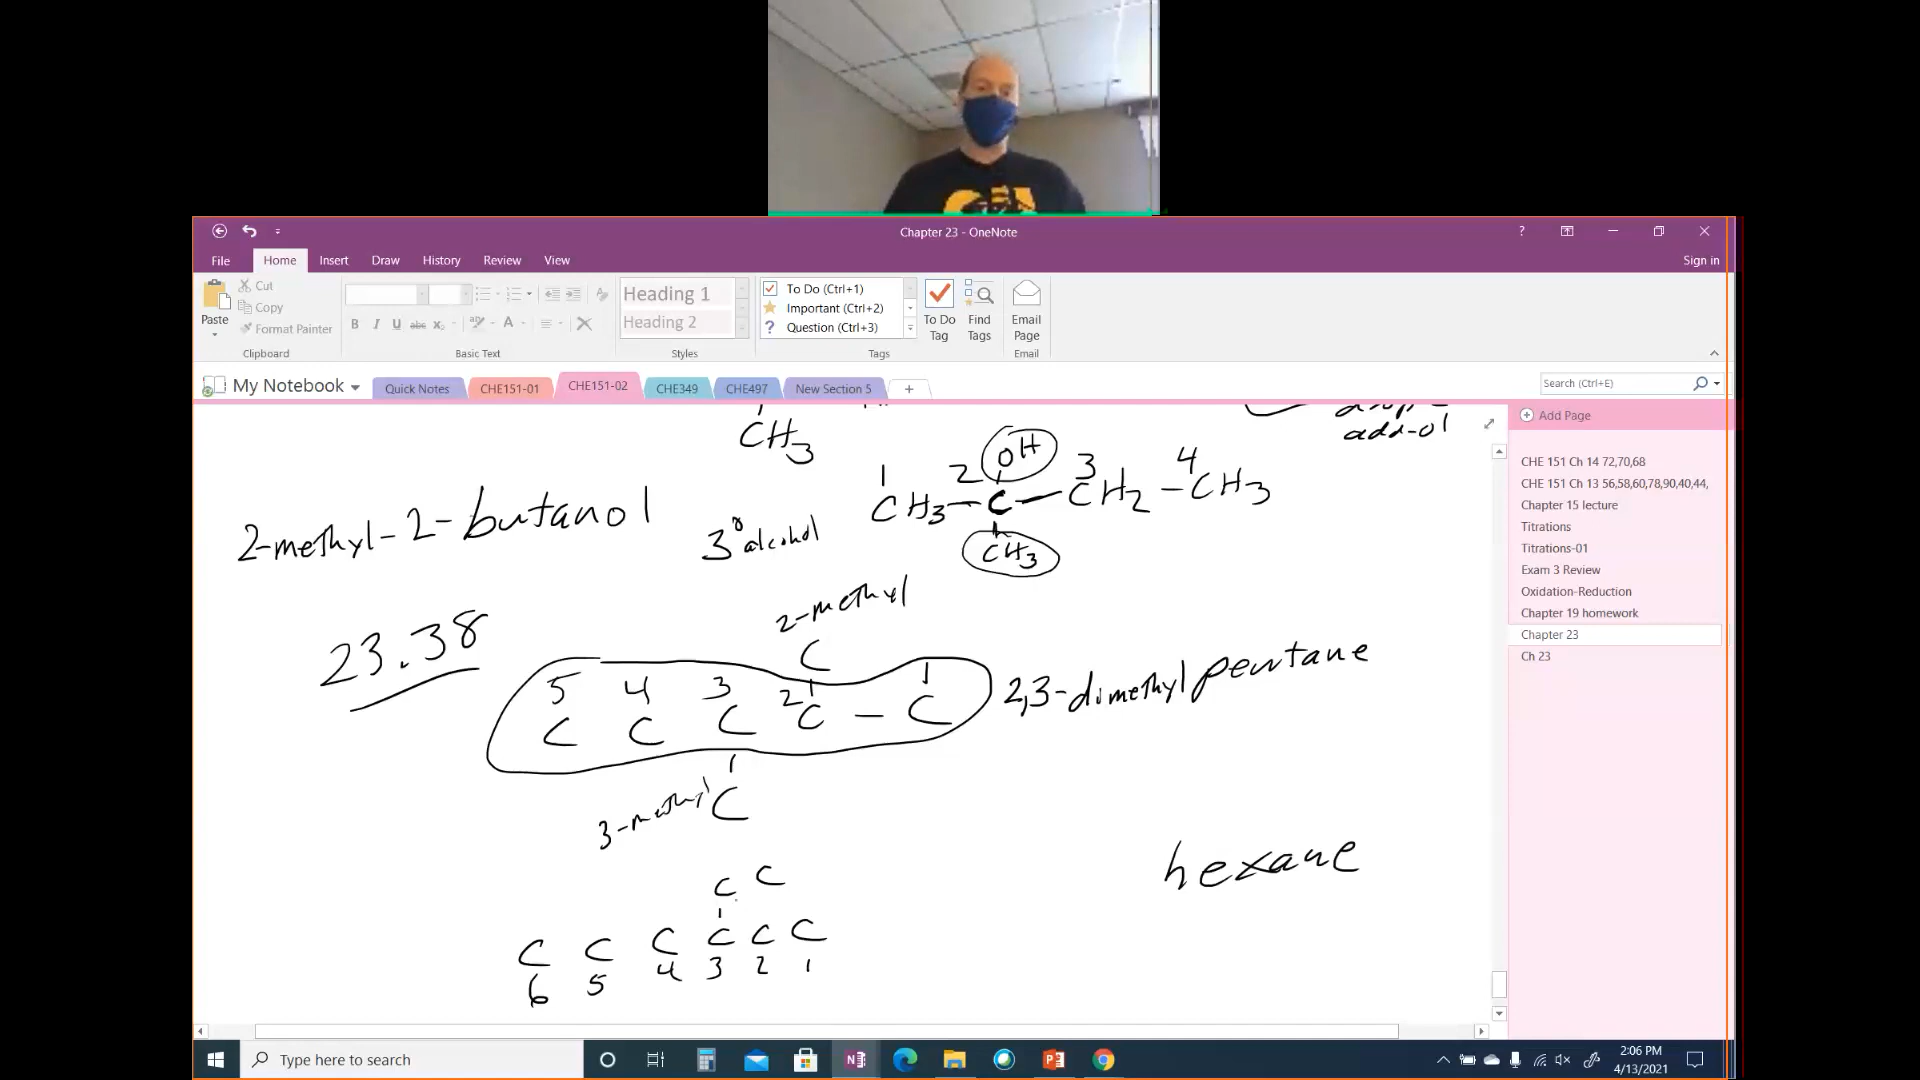 Chapter 23 - OneNote
?
File Home Insert Draw History Review View
Sign in
Paste
Cut
Copy
Format Painter
Clipboard
B I U abc x₂ A
Basic Text
Heading 1
Heading 2
Styles
To Do (Ctrl+1)
Important (Ctrl+2)
? Question (Ctrl+3)
Tags
To Do Tag
Find Tags
Email Page
Email
My Notebook Quick Notes CHE151-01 CHE151-02 CHE349 CHE497 New Section 5 +
Search (Ctrl+E)
Add Page
CHE 151 Ch 14 72,70,68
CHE 151 Ch 13 56,58,60,78,90,40,44,
Chapter 15 lecture
Titrations
Titrations-01
Exam 3 Review
Oxidation-Reduction
Chapter 19 homework
Chapter 23
Ch 23
CH3
add-ol
OH
1 2 3 4
CH3-C-CH2-CH3
CH3
2-methyl-2-butanol
3° alcohol
23.38
2-methyl
C
5 4 3 2 1
C C C C - C
2,3-dimethylpentane
3-methyl C
hexane
C C
C C C C C C
6 5 4 3 2 1
Type here to search
2:06 PM
4/13/2021